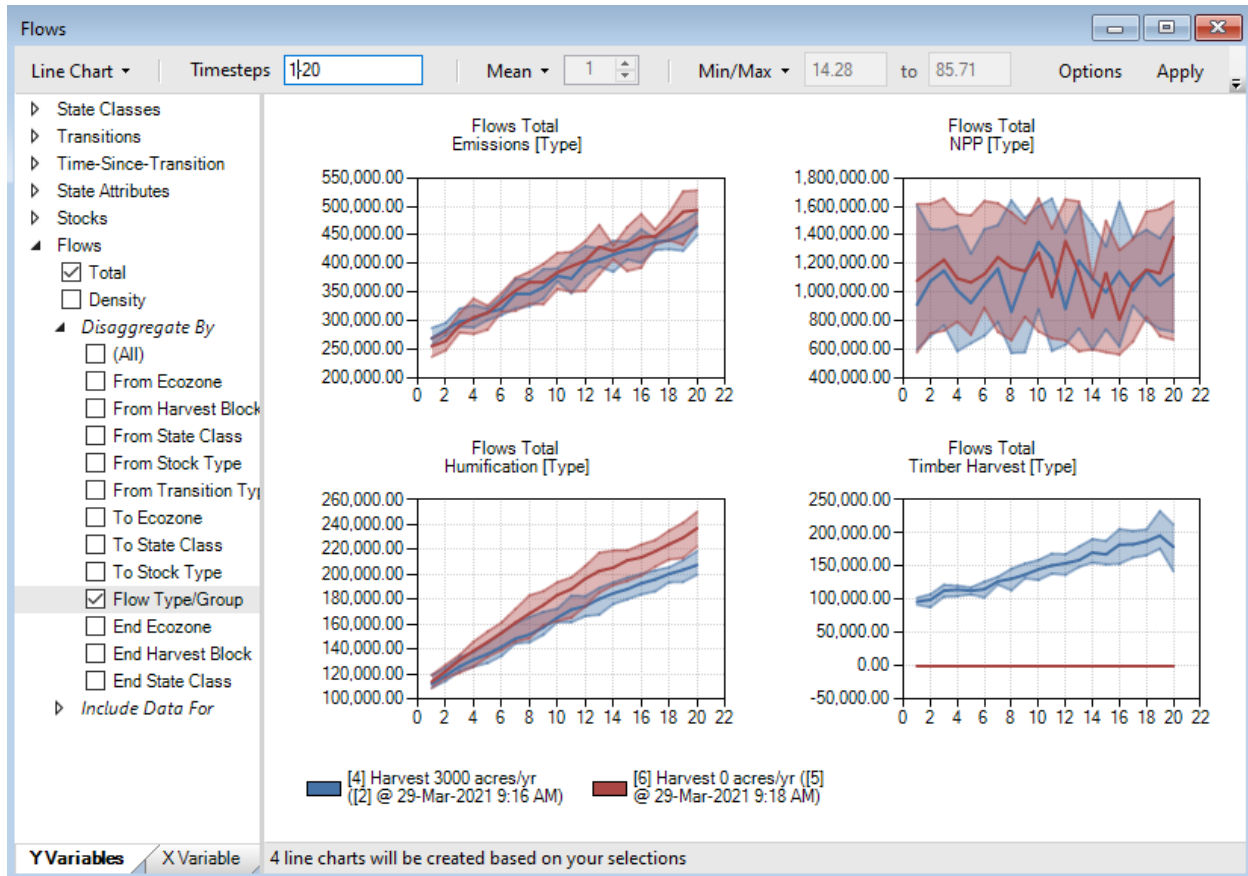 Flows
Line Chart Timesteps 1-20 Mean 1 Min/Max 14.28 to 85.71 Options Apply
State Classes
Transitions
Time-Since-Transition
State Attributes
Stocks
Flows
Total
Density
Disaggregate By
(All)
From Ecozone
From Harvest Block
From State Class
From Stock Type
From Transition Ty
To Ecozone
To State Class
To Stock Type
Flow Type/Group
End Ecozone
End Harvest Block
End State Class
Include Data For
Y Variables X Variable
Flows Total
Emissions [Type]
550,000.00
500,000.00
450,000.00
400,000.00
350,000.00
300,000.00
250,000.00
200,000.00
0 2 4 6 8 10 12 14 16 18 20 22
Flows Total
NPP [Type]
1,800,000.00
1,600,000.00
1,400,000.00
1,200,000.00
1,000,000.00
800,000.00
600,000.00
400,000.00
0 2 4 6 8 10 12 14 16 18 20 22
Flows Total
Humification [Type]
260,000.00
240,000.00
220,000.00
200,000.00
180,000.00
160,000.00
140,000.00
120,000.00
100,000.00
0 2 4 6 8 10 12 14 16 18 20 22
Flows Total
Timber Harvest [Type]
250,000.00
200,000.00
150,000.00
100,000.00
50,000.00
0.00
-50,000.00
0 2 4 6 8 10 12 14 16 18 20 22
[4] Harvest 3000 acres/yr
([2] @ 29-Mar-2021 9:16 AM)
[6] Harvest 0 acres/yr ([5]
@ 29-Mar-2021 9:18 AM)
4 line charts will be created based on your selections